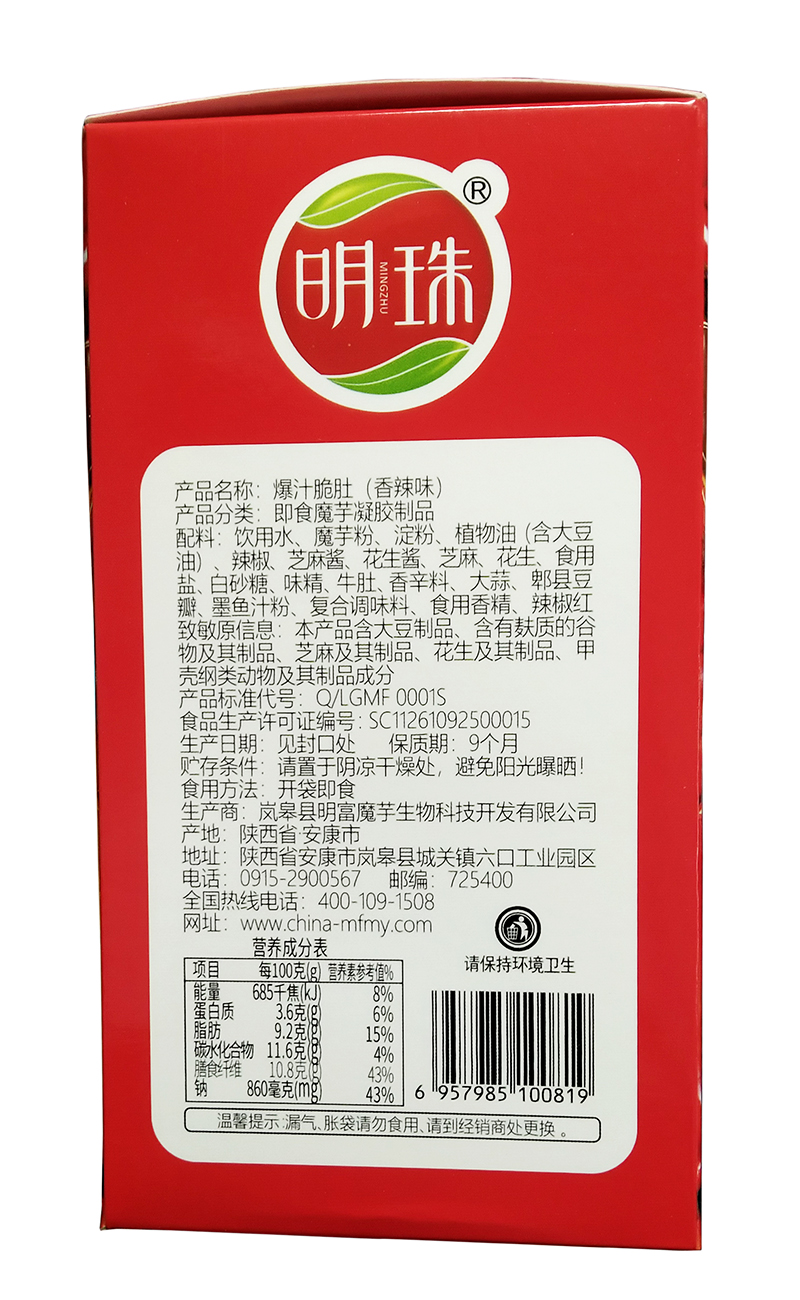 ®
明珠
MINGZHU
产品名称：爆汁脆肚（香辣味）
产品分类：即食魔芋凝胶制品
配料：饮用水、魔芋粉、淀粉、植物油（含大豆
油）、辣椒、芝麻酱、花生酱、芝麻、花生、食用
盐、白砂糖、味精、牛肚、香辛料、大蒜、郫县豆
瓣、墨鱼汁粉、复合调味料、食用香精、辣椒红
致敏原信息：本产品含大豆制品、含有麸质的谷
物及其制品、芝麻及其制品、花生及其制品、甲
壳纲类动物及其制品成分
产品标准代号：Q/LGMF 0001S
食品生产许可证编号：SC11261092500015
生产日期：见封口处 保质期：9个月
贮存条件：请置于阴凉干燥处，避免阳光曝晒！
食用方法：开袋即食
生产商：岚皋县明富魔芋生物科技开发有限公司
产地：陕西省·安康市
地址：陕西省安康市岚皋县城关镇六口工业园区
电话：0915-2900567 邮编：725400
全国热线电话：400-109-1508
网址：www.china-mfmy.com
营养成分表
项目 每100克(g) 营养素参考值%
能量 685千焦(kJ) 8%
蛋白质 3.6克(g) 6%
脂肪 9.2克(g) 15%
碳水化合物 11.6克(g) 4%
膳食纤维 10.8克(g) 43%
钠 860毫克(mg) 43%
请保持环境卫生
6 957985 100819
温馨提示:漏气、胀袋请勿食用、请到经销商处更换。